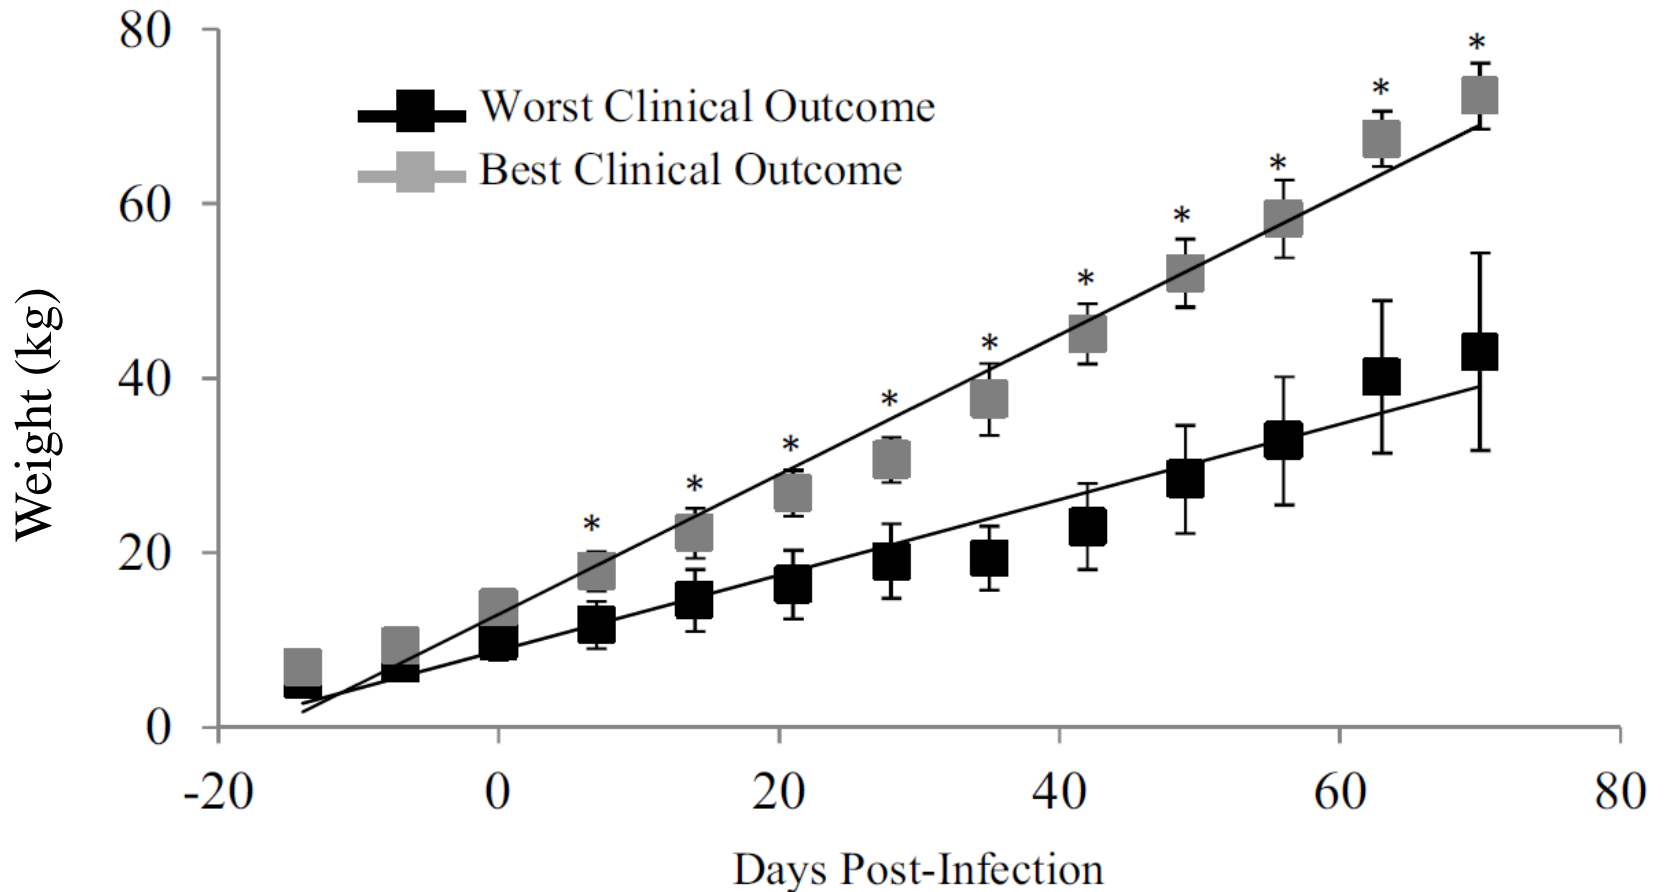 80
60
40
20
0
Weight (kg)
Worst Clinical Outcome
Best Clinical Outcome
* * * * * * * * * *
-20 0 20 40 60 80
Days Post-Infection